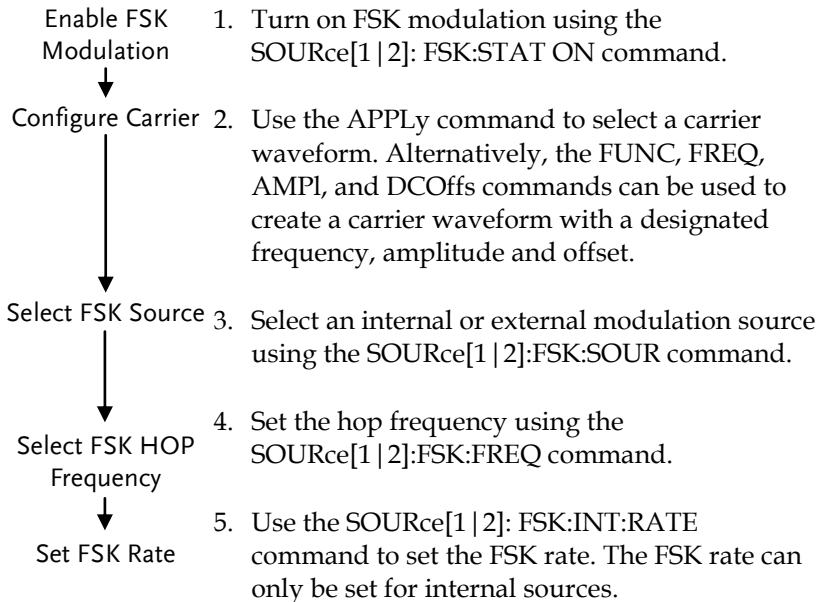 Enable FSK
Modulation
1. Turn on FSK modulation using the
SOURce[1|2]: FSK:STAT ON command.
Configure Carrier
2. Use the APPLy command to select a carrier
waveform. Alternatively, the FUNC, FREQ,
AMPl, and DCOffs commands can be used to
create a carrier waveform with a designated
frequency, amplitude and offset.
Select FSK Source
3. Select an internal or external modulation source
using the SOURce[1|2]:FSK:SOUR command.
Select FSK HOP
Frequency
4. Set the hop frequency using the
SOURce[1|2]:FSK:FREQ command.
Set FSK Rate
5. Use the SOURce[1|2]: FSK:INT:RATE
command to set the FSK rate. The FSK rate can
only be set for internal sources.